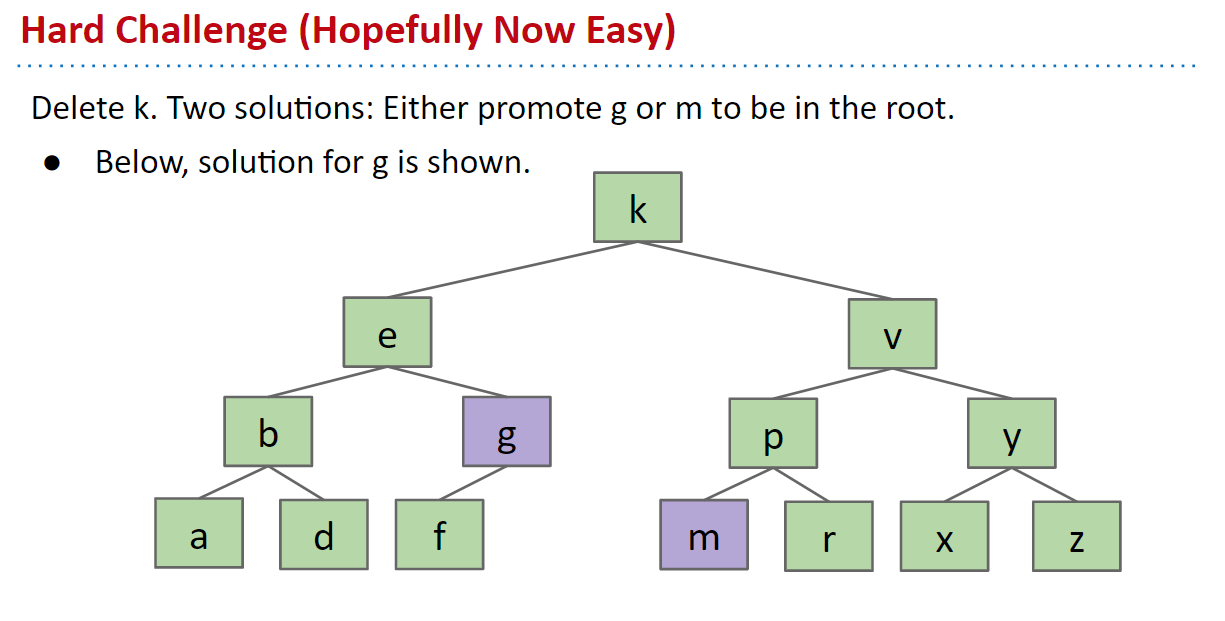 Hard Challenge (Hopefully Now Easy)
Delete k. Two solutions: Either promote g or m to be in the root.
● Below, solution for g is shown.
k
e v
b g p y
a d f m r x z